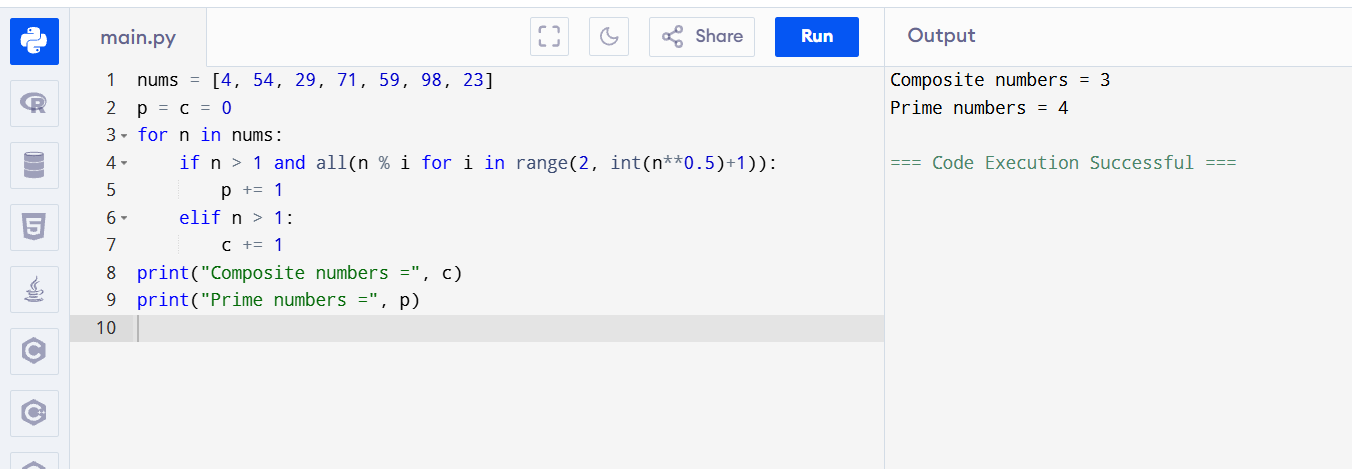 main.py
Share
Run
Output
1 nums = [4, 54, 29, 71, 59, 98, 23]
2 p = c = 0
3 for n in nums:
4     if n > 1 and all(n % i for i in range(2, int(n**0.5)+1)):
5         p += 1
6     elif n > 1:
7         c += 1
8 print("Composite numbers =", c)
9 print("Prime numbers =", p)
10
Composite numbers = 3
Prime numbers = 4
=== Code Execution Successful ===